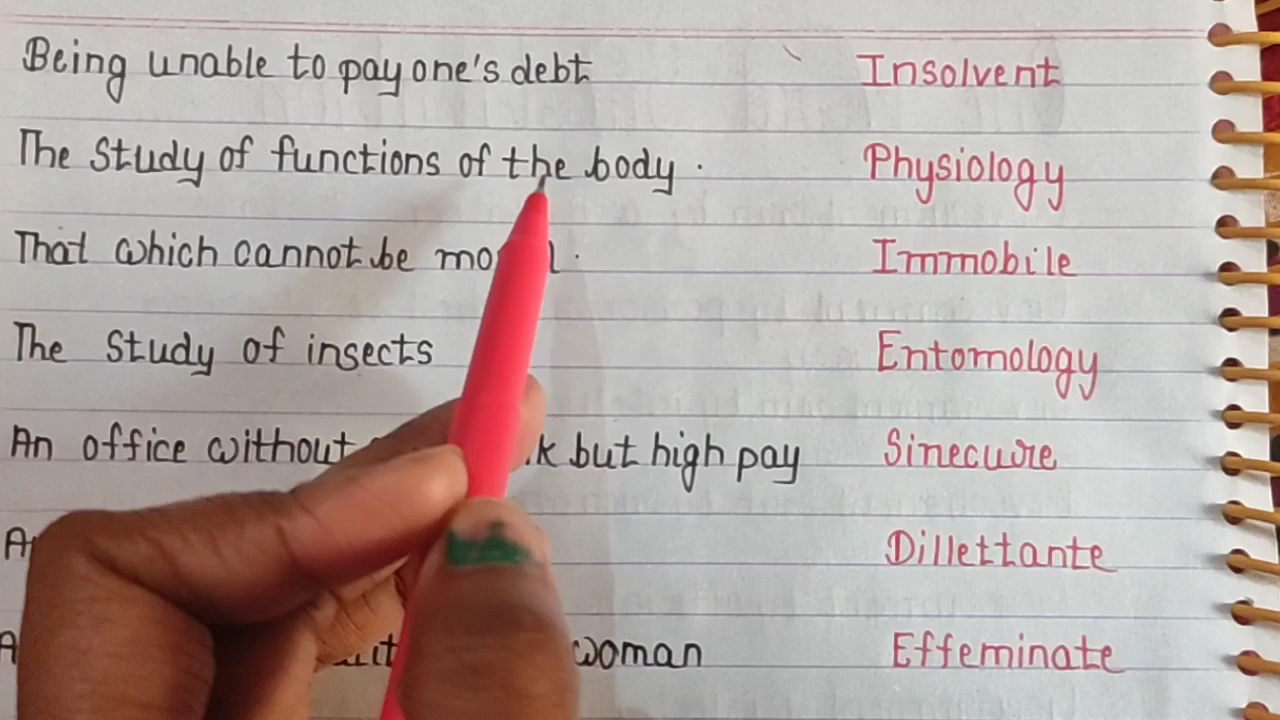 Being unable to pay one's debt Insolvent
The Study of functions of the body. Physiology
That which cannot be Immobile
The Study of insects Entomology
An office without but high pay Sinecure
Dillettante
woman Effeminate